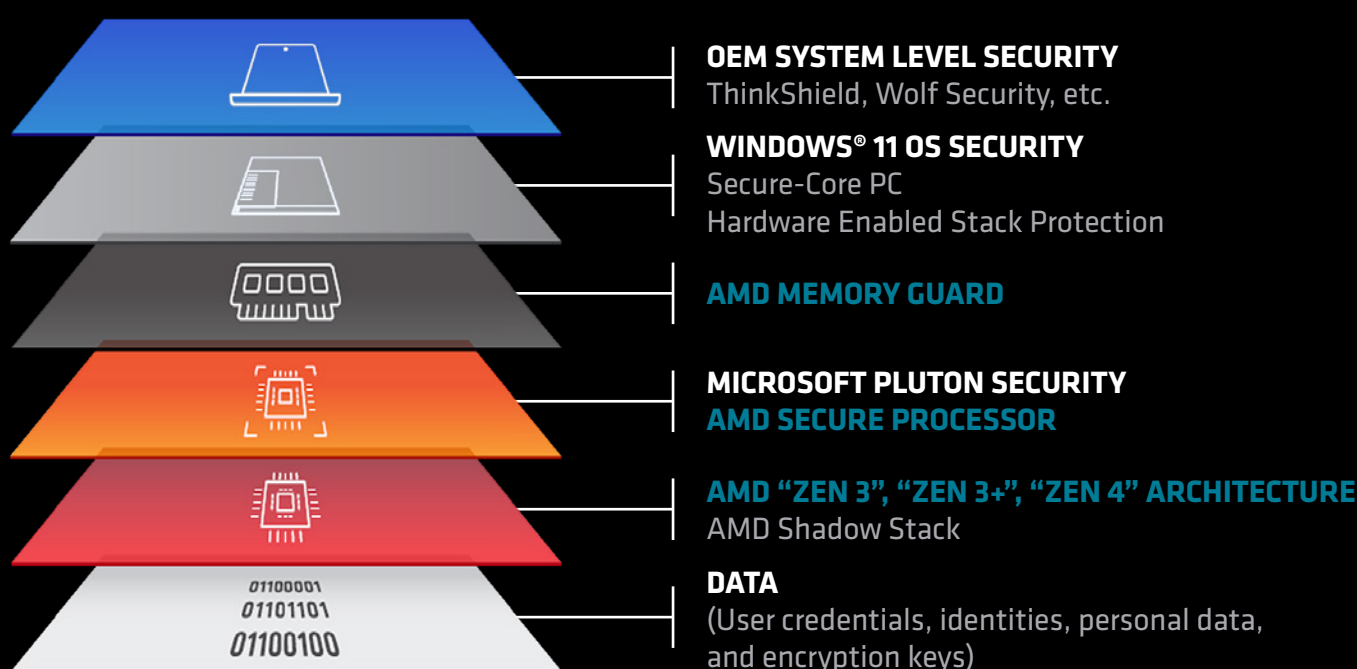 OEM SYSTEM LEVEL SECURITY
ThinkShield, Wolf Security, etc.
WINDOWS® 11 OS SECURITY
Secure-Core PC
Hardware Enabled Stack Protection
AMD MEMORY GUARD
MICROSOFT PLUTON SECURITY
AMD SECURE PROCESSOR
AMD “ZEN 3”, “ZEN 3+”, “ZEN 4” ARCHITECTURE
AMD Shadow Stack
01100001
01101101
01100100
DATA
(User credentials, identities, personal data,
and encryption keys)